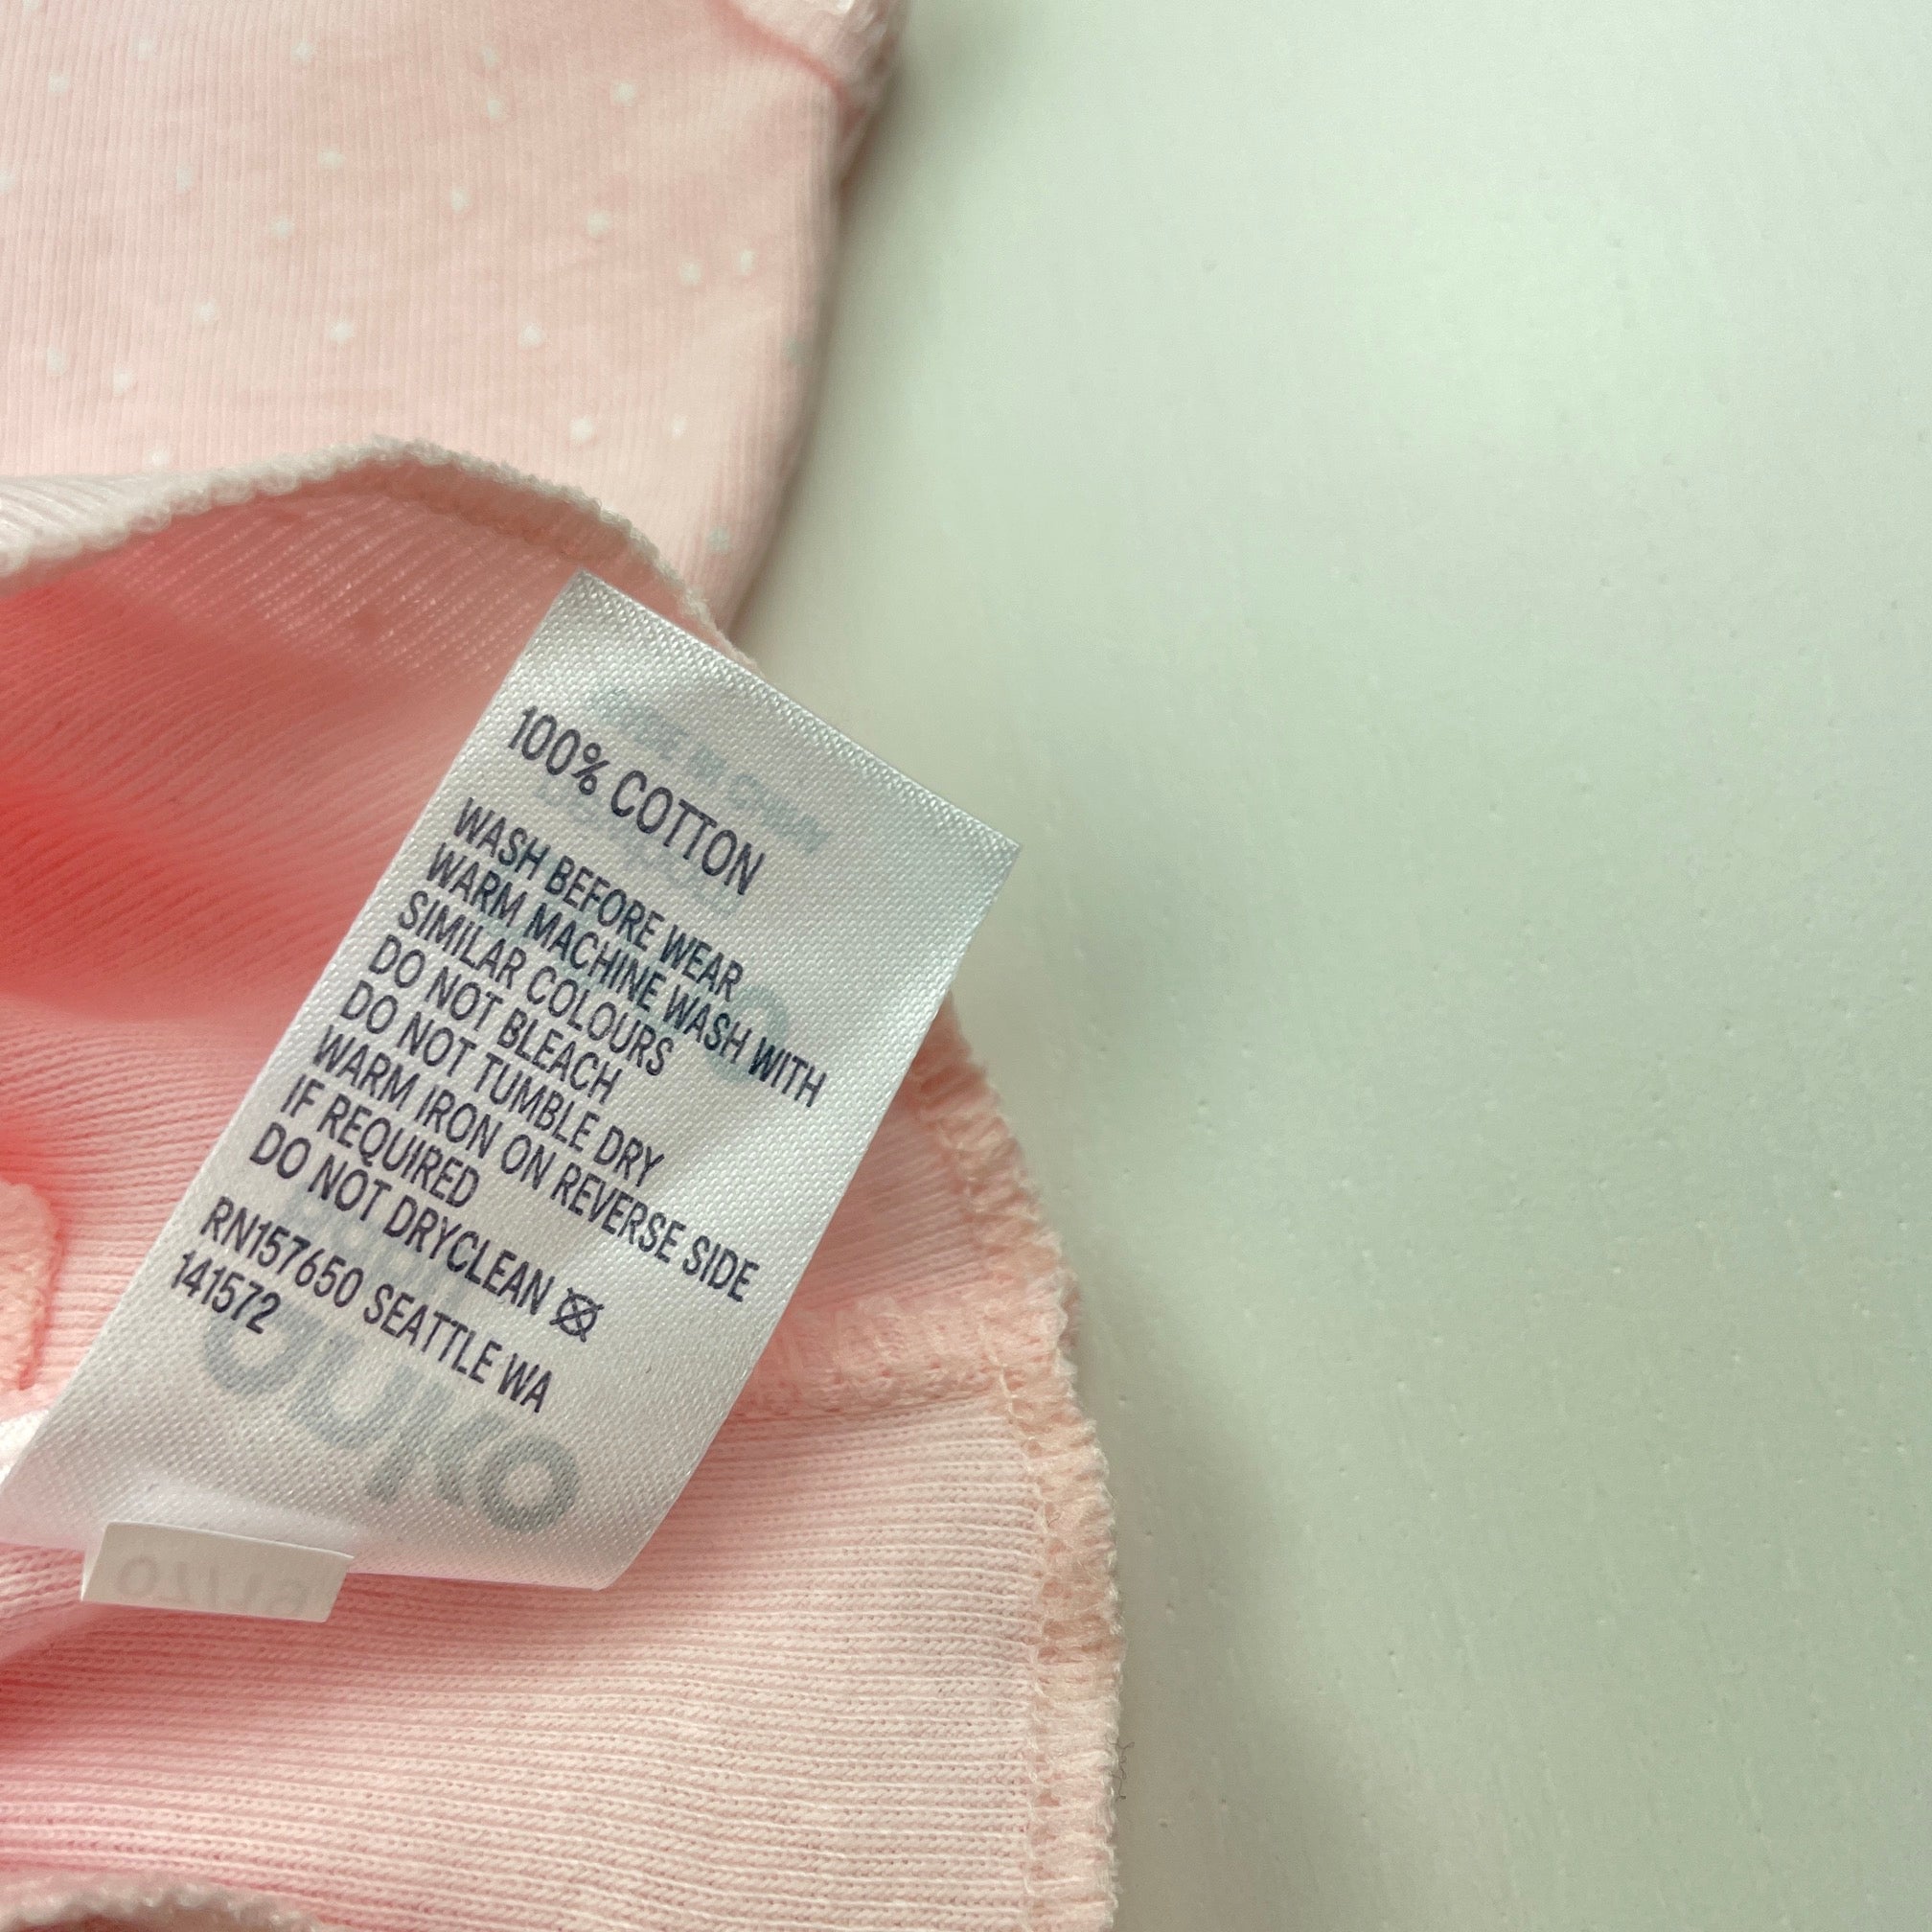 100% COTTON
WASH BEFORE WEAR
WARM MACHINE WASH WITH
SIMILAR COLOURS
DO NOT BLEACH
DO NOT TUMBLE DRY
WARM IRON ON REVERSE SIDE
IF REQUIRED
DO NOT DRYCLEAN
RN157650 SEATTLE WA
141572